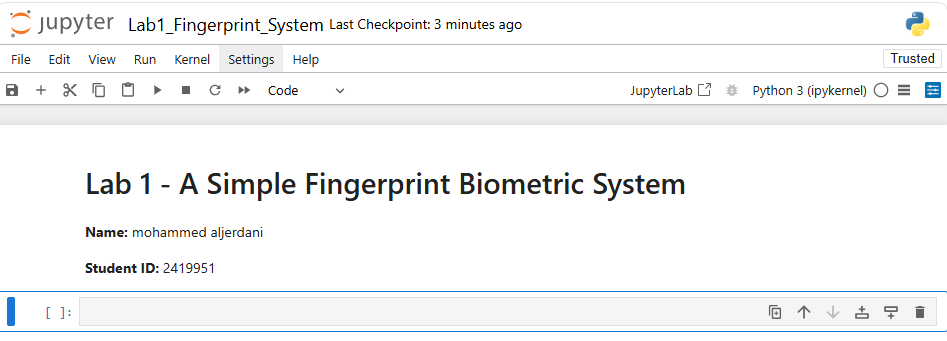 jupyter Lab1_Fingerprint_System Last Checkpoint: 3 minutes ago
File Edit View Run Kernel Settings Help Trusted
Code JupyterLab Python 3 (ipykernel)
Lab 1 - A Simple Fingerprint Biometric System
Name: mohammed aljerdani
Student ID: 2419951
[ ]: